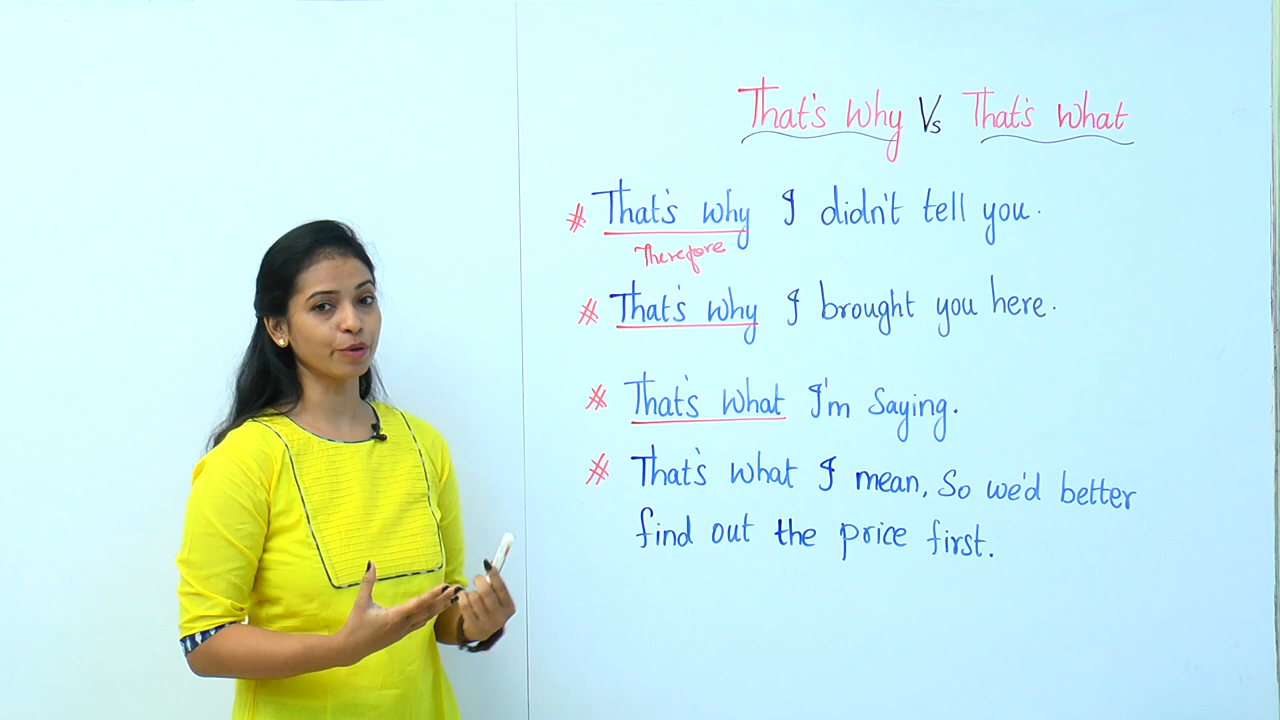 That's Why Vs That's What
# That's why I didn't tell you.
Therefore
# That's why I brought you here.
# That's What I'm Saying.
# That's what I mean, So we'd better
find out the price first.